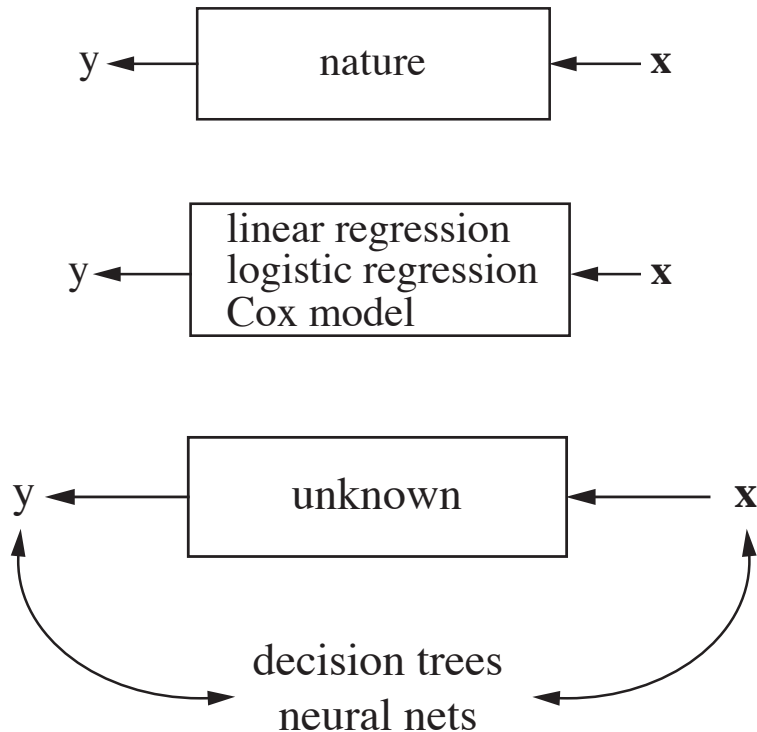 y nature x
linear regression
y logistic regression x
Cox model
y unknown x
decision trees
neural nets